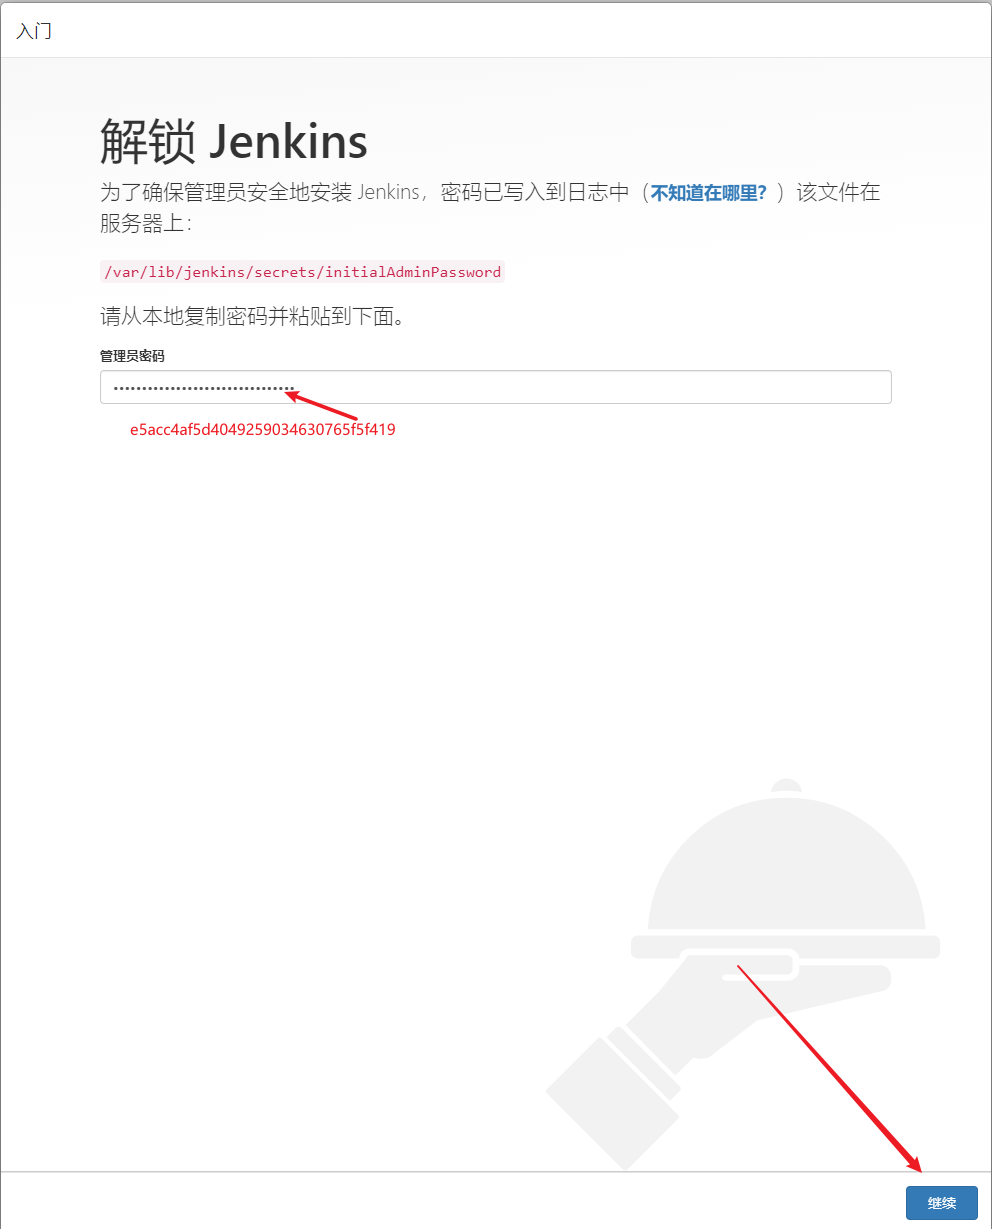 入门
解锁 Jenkins
为了确保管理员安全地安装 Jenkins，密码已写入到日志中（不知道在哪里？）该文件在
服务器上：
/var/lib/jenkins/secrets/initialAdminPassword
请从本地复制密码并粘贴到下面。
管理员密码
••••••••••••••••••••••••••••••••
e5acc4af5d4049259034630765f5f419
继续